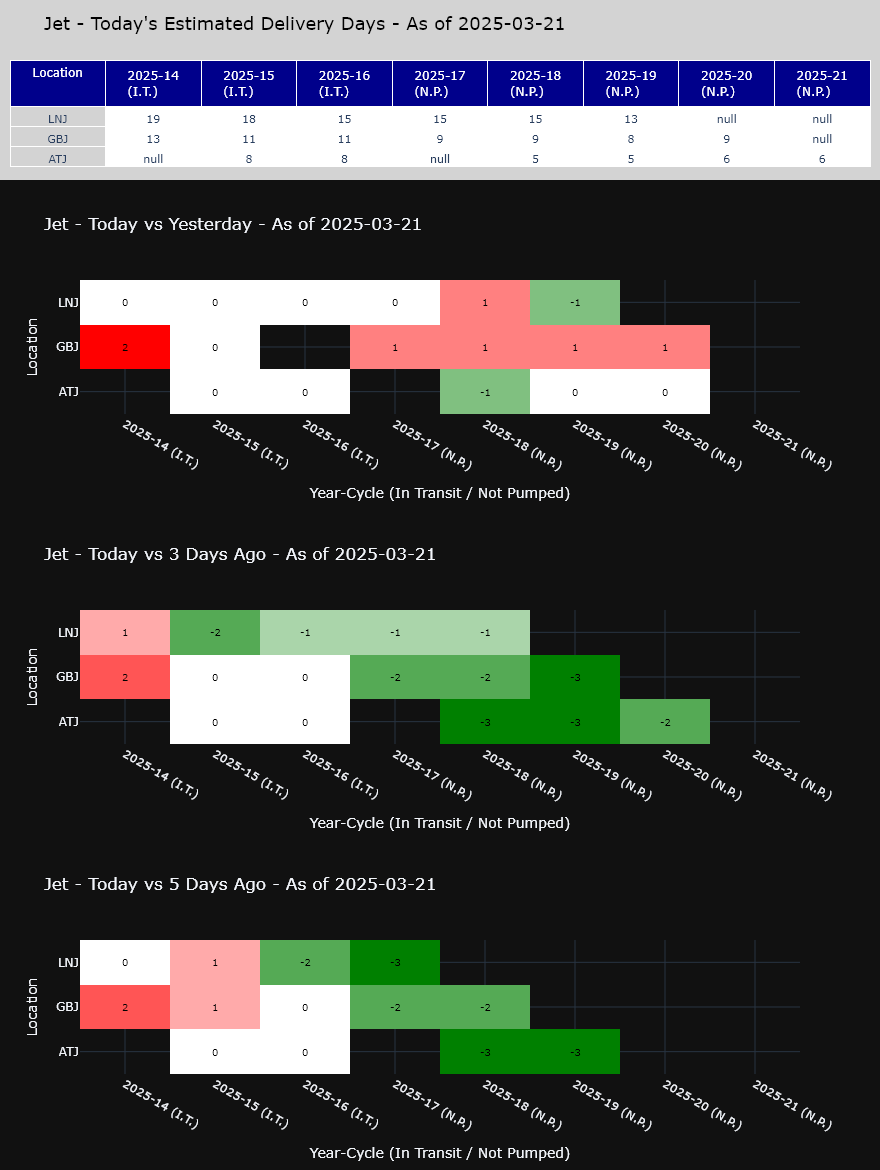 Jet - Today's Estimated Delivery Days - As of 2025-03-21
Location 2025-14 (I.T.) 2025-15 (I.T.) 2025-16 (I.T.) 2025-17 (N.P.) 2025-18 (N.P.) 2025-19 (N.P.) 2025-20 (N.P.) 2025-21 (N.P.)
LNJ 19 18 15 15 15 13 null null
GBJ 13 11 11 9 9 8 9 null
ATJ null 8 8 null 5 5 6 6
Jet - Today vs Yesterday - As of 2025-03-21
Location
LNJ 0 0 0 0 1 -1
GBJ 2 0 1 1 1 1
ATJ 0 0 -1 0 0
2025-14 (I.T.) 2025-15 (I.T.) 2025-16 (I.T.) 2025-17 (N.P.) 2025-18 (N.P.) 2025-19 (N.P.) 2025-20 (N.P.) 2025-21 (N.P.)
Year-Cycle (In Transit / Not Pumped)
Jet - Today vs 3 Days Ago - As of 2025-03-21
Location
LNJ 1 -2 -1 -1 -1
GBJ 2 0 0 -2 -2 -3
ATJ 0 0 -3 -3 -2
2025-14 (I.T.) 2025-15 (I.T.) 2025-16 (I.T.) 2025-17 (N.P.) 2025-18 (N.P.) 2025-19 (N.P.) 2025-20 (N.P.) 2025-21 (N.P.)
Year-Cycle (In Transit / Not Pumped)
Jet - Today vs 5 Days Ago - As of 2025-03-21
Location
LNJ 0 1 -2 -3
GBJ 2 1 0 -2 -2
ATJ 0 0 -3 -3
2025-14 (I.T.) 2025-15 (I.T.) 2025-16 (I.T.) 2025-17 (N.P.) 2025-18 (N.P.) 2025-19 (N.P.) 2025-20 (N.P.) 2025-21 (N.P.)
Year-Cycle (In Transit / Not Pumped)